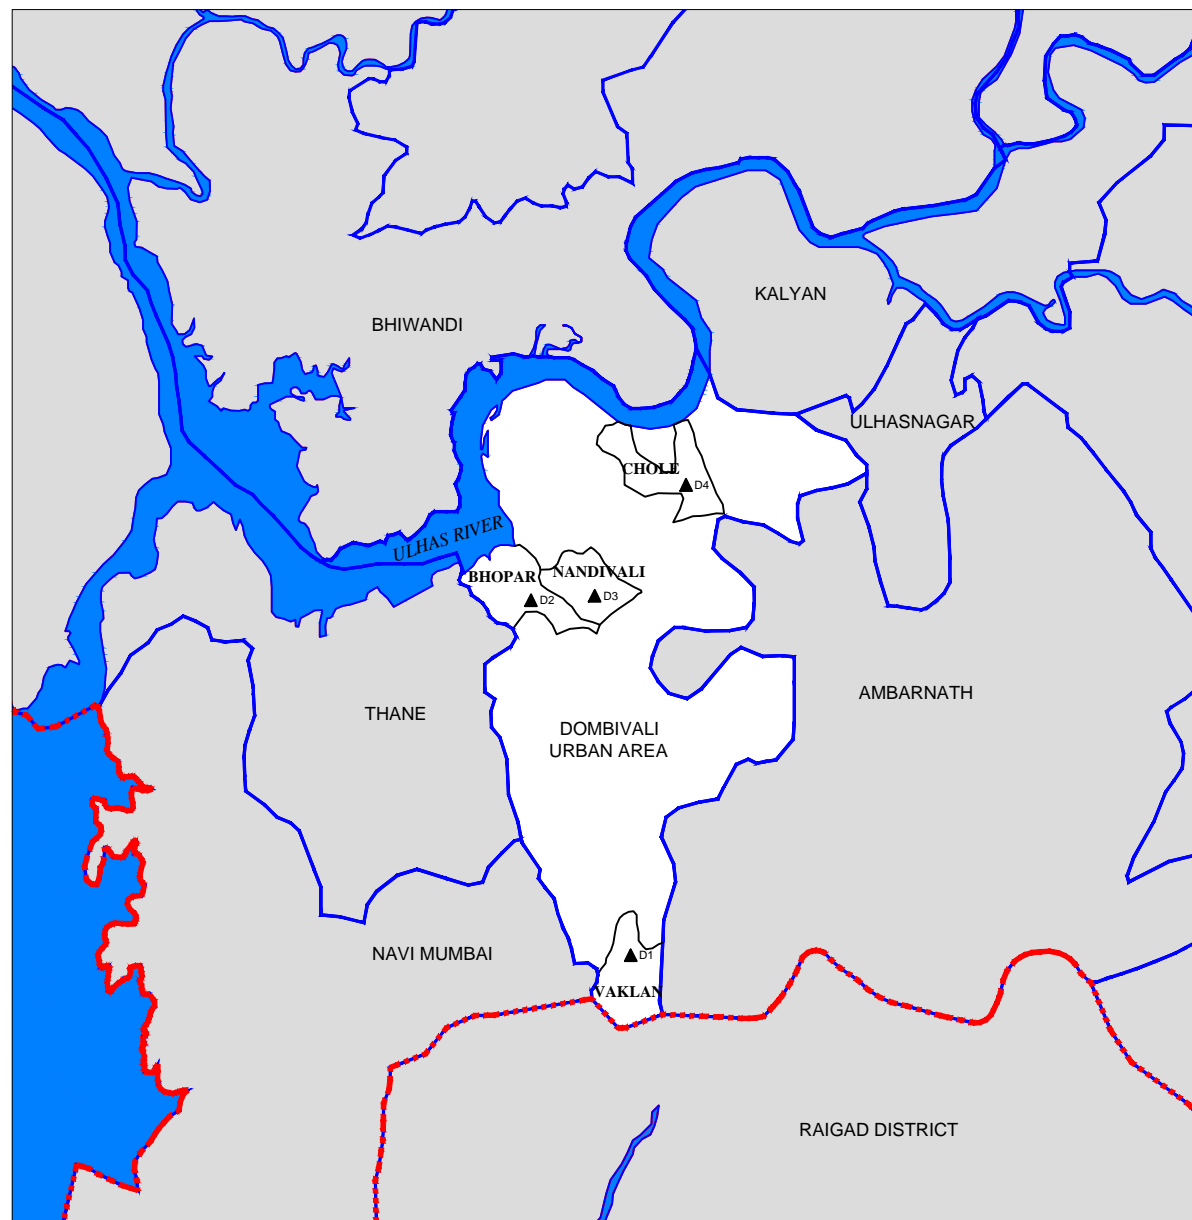 KALYAN
BHIWANDI
ULHASNAGAR
CHOLE
D4
ULHAS RIVER
BHOPAR
NANDIVALI
D2
D3
AMBARNATH
THANE
DOMBIVALI
URBAN AREA
NAVI MUMBAI
D1
VAKLAN
RAIGAD DISTRICT